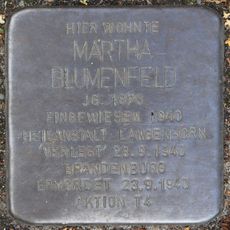 HIER WOHNTE
MARTHA
BLUMENFELD
JG. 1873
EINGEWIESEN 1940
HEILANSTALT LANGENHORN
'VERLEGT' 23.9.1940
BRANDENBURG
ERMORDET 23.9.1940
AKTION T4